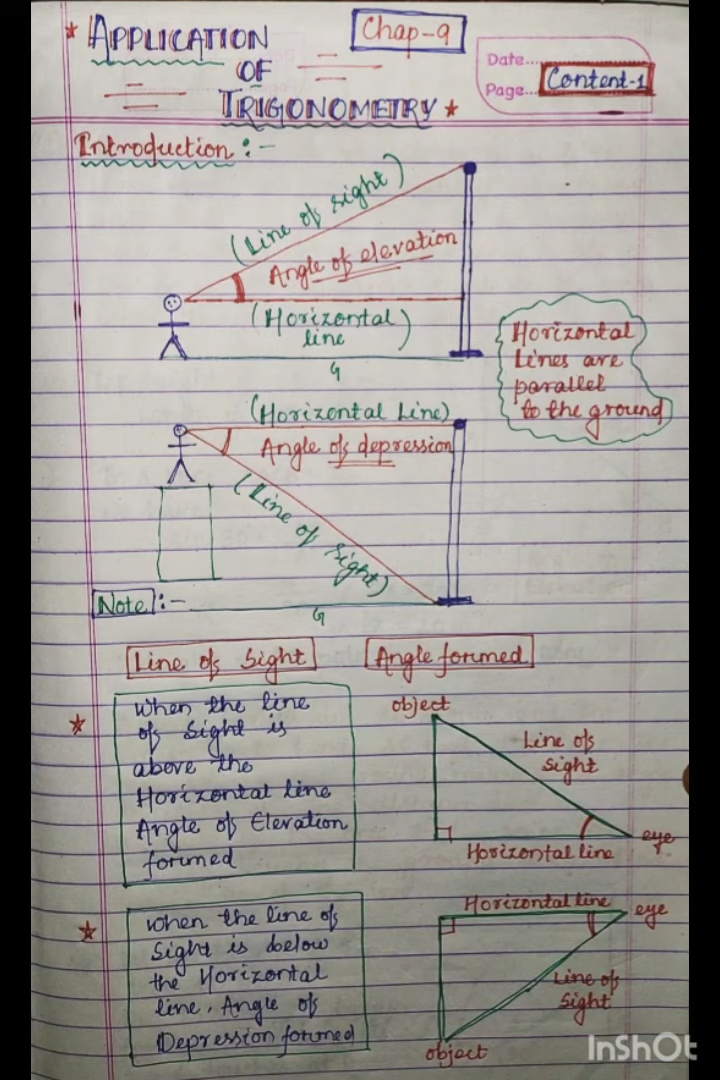 ★ APPLICATION
OF
TRIGONOMETRY ★
Chap-9
Date....
Page...
Content-1
Introduction :-
(Line of sight)
Angle of elevation
(Horizontal
line)
G
Horizontal
Lines are
parallel
to the ground
(Horizontal Line)
Angle of depression
(Line of sight)
G
Note :-
Line of Sight
Angle formed
★ When the line
of Sight is
above the
Horizontal line
Angle of Elevation
formed
object
Line of
sight
eye
Horizontal line
★ When the line of
Sight is below
the Horizontal
line, Angle of
Depression formed
Horizontal line
eye
Line of
sight
object
InShOt